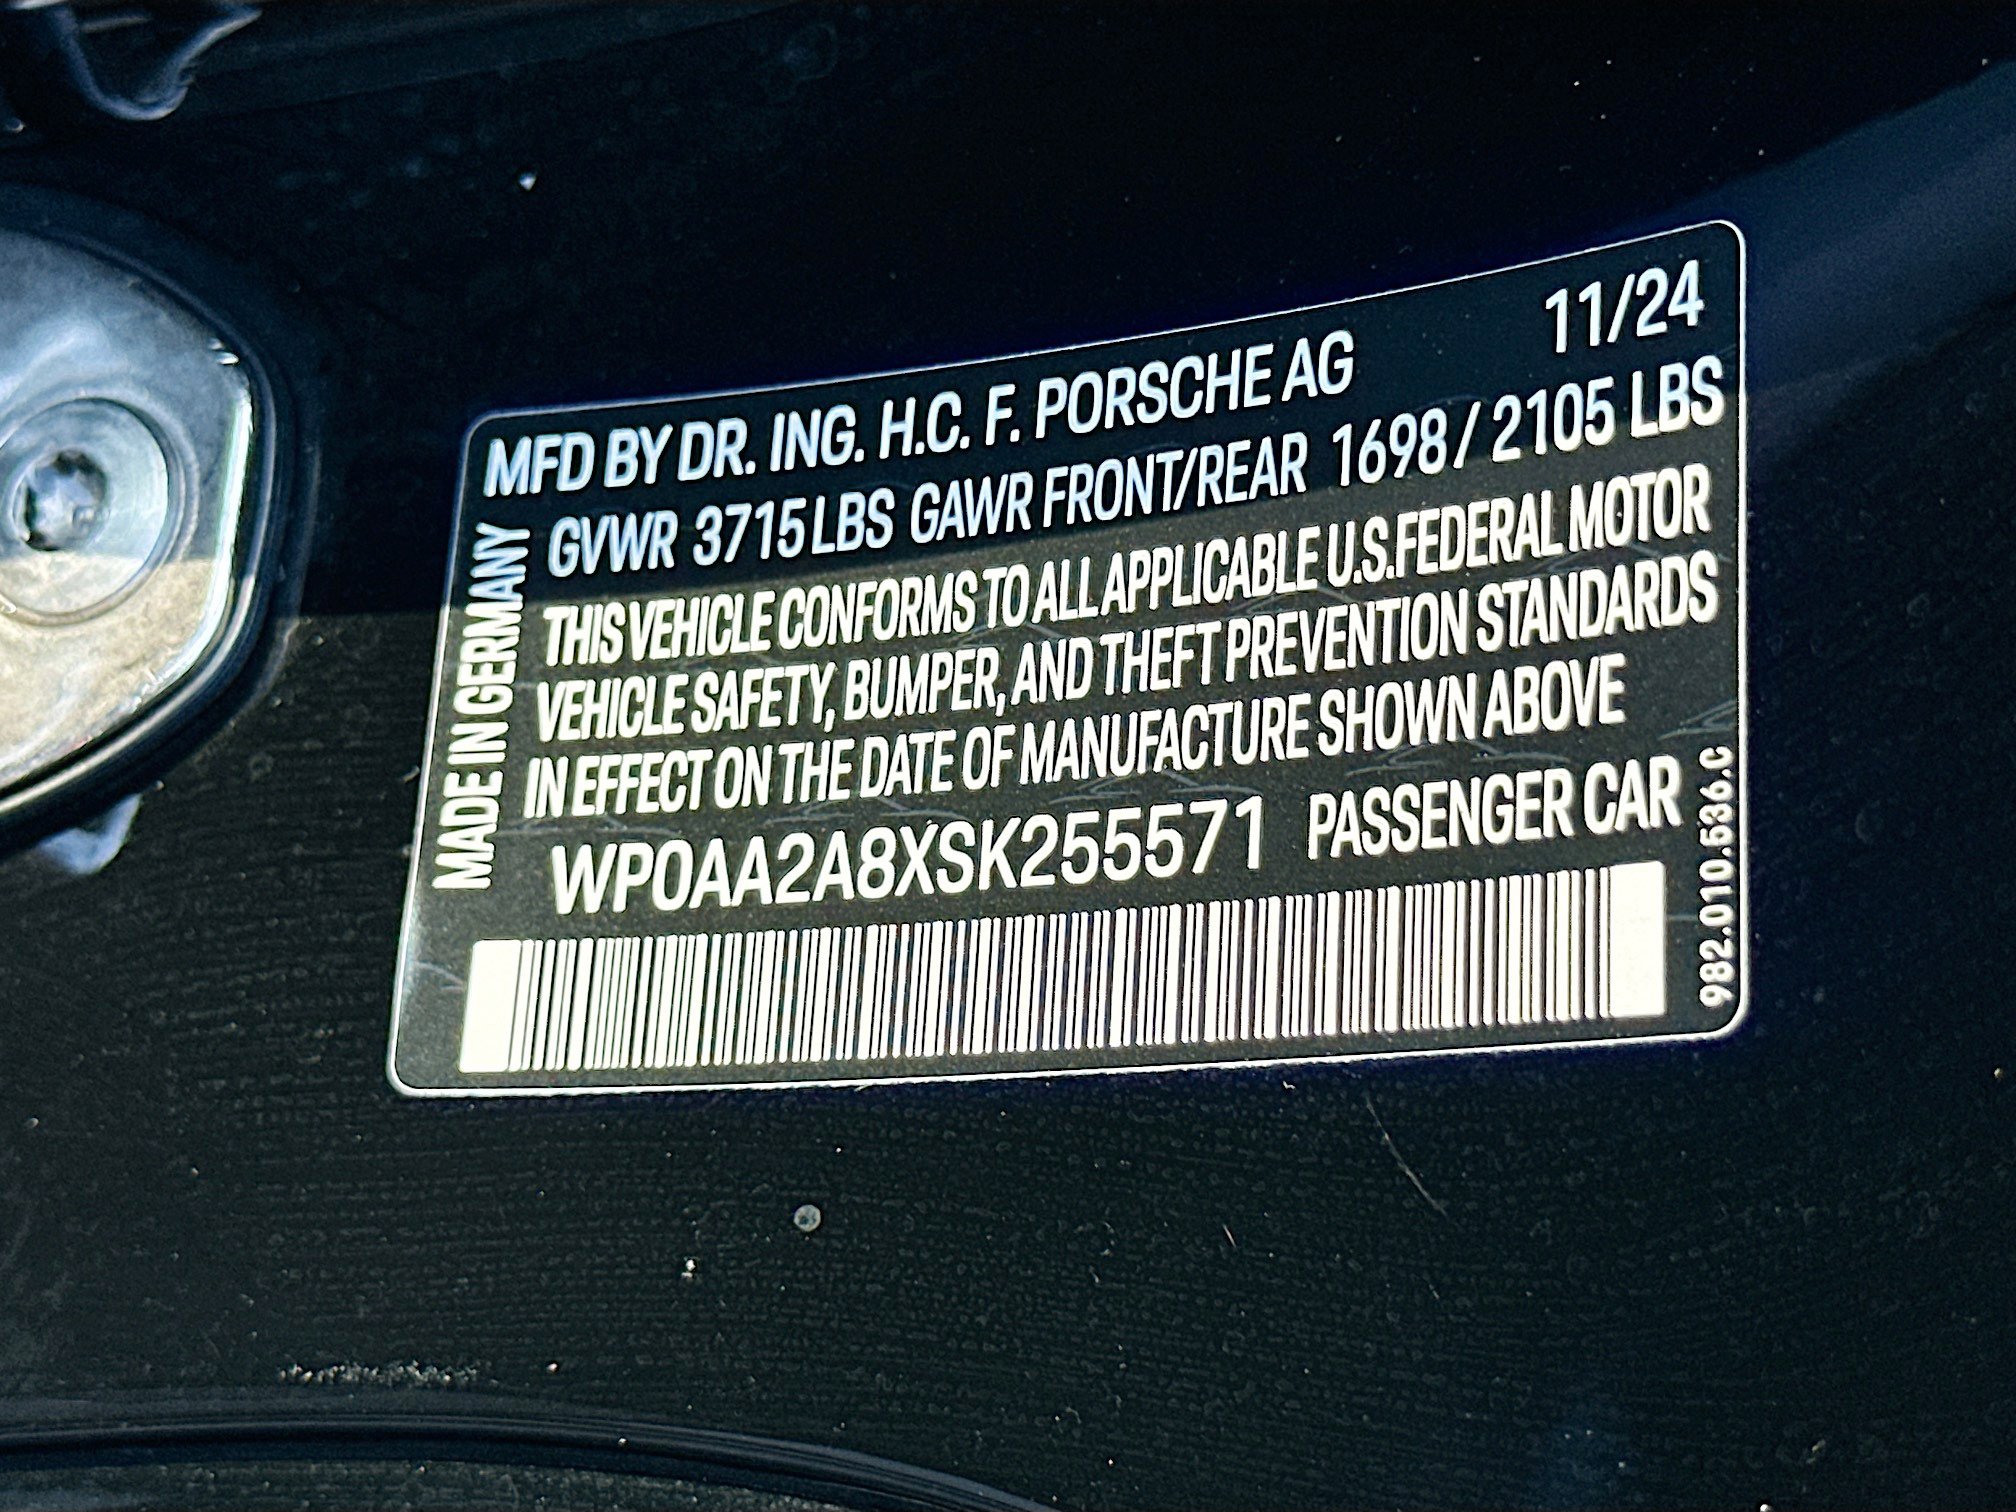 MFD BY DR. ING. H.C. F. PORSCHE AG 11/24
GVWR 3715 LBS GAWR FRONT/REAR 1698 / 2105 LBS
THIS VEHICLE CONFORMS TO ALL APPLICABLE U.S. FEDERAL MOTOR
VEHICLE SAFETY, BUMPER, AND THEFT PREVENTION STANDARDS
IN EFFECT ON THE DATE OF MANUFACTURE SHOWN ABOVE
WP0AA2A8XSK255571 PASSENGER CAR
MADE IN GERMANY
982.010.536.C